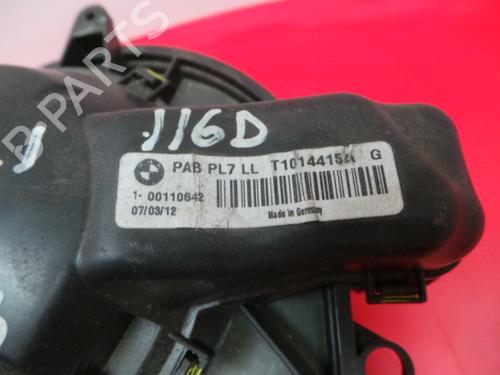 116D
PAB PL7 LL T1014415A G
1- 00110642
07/03/12
Made in Germany
PARTS